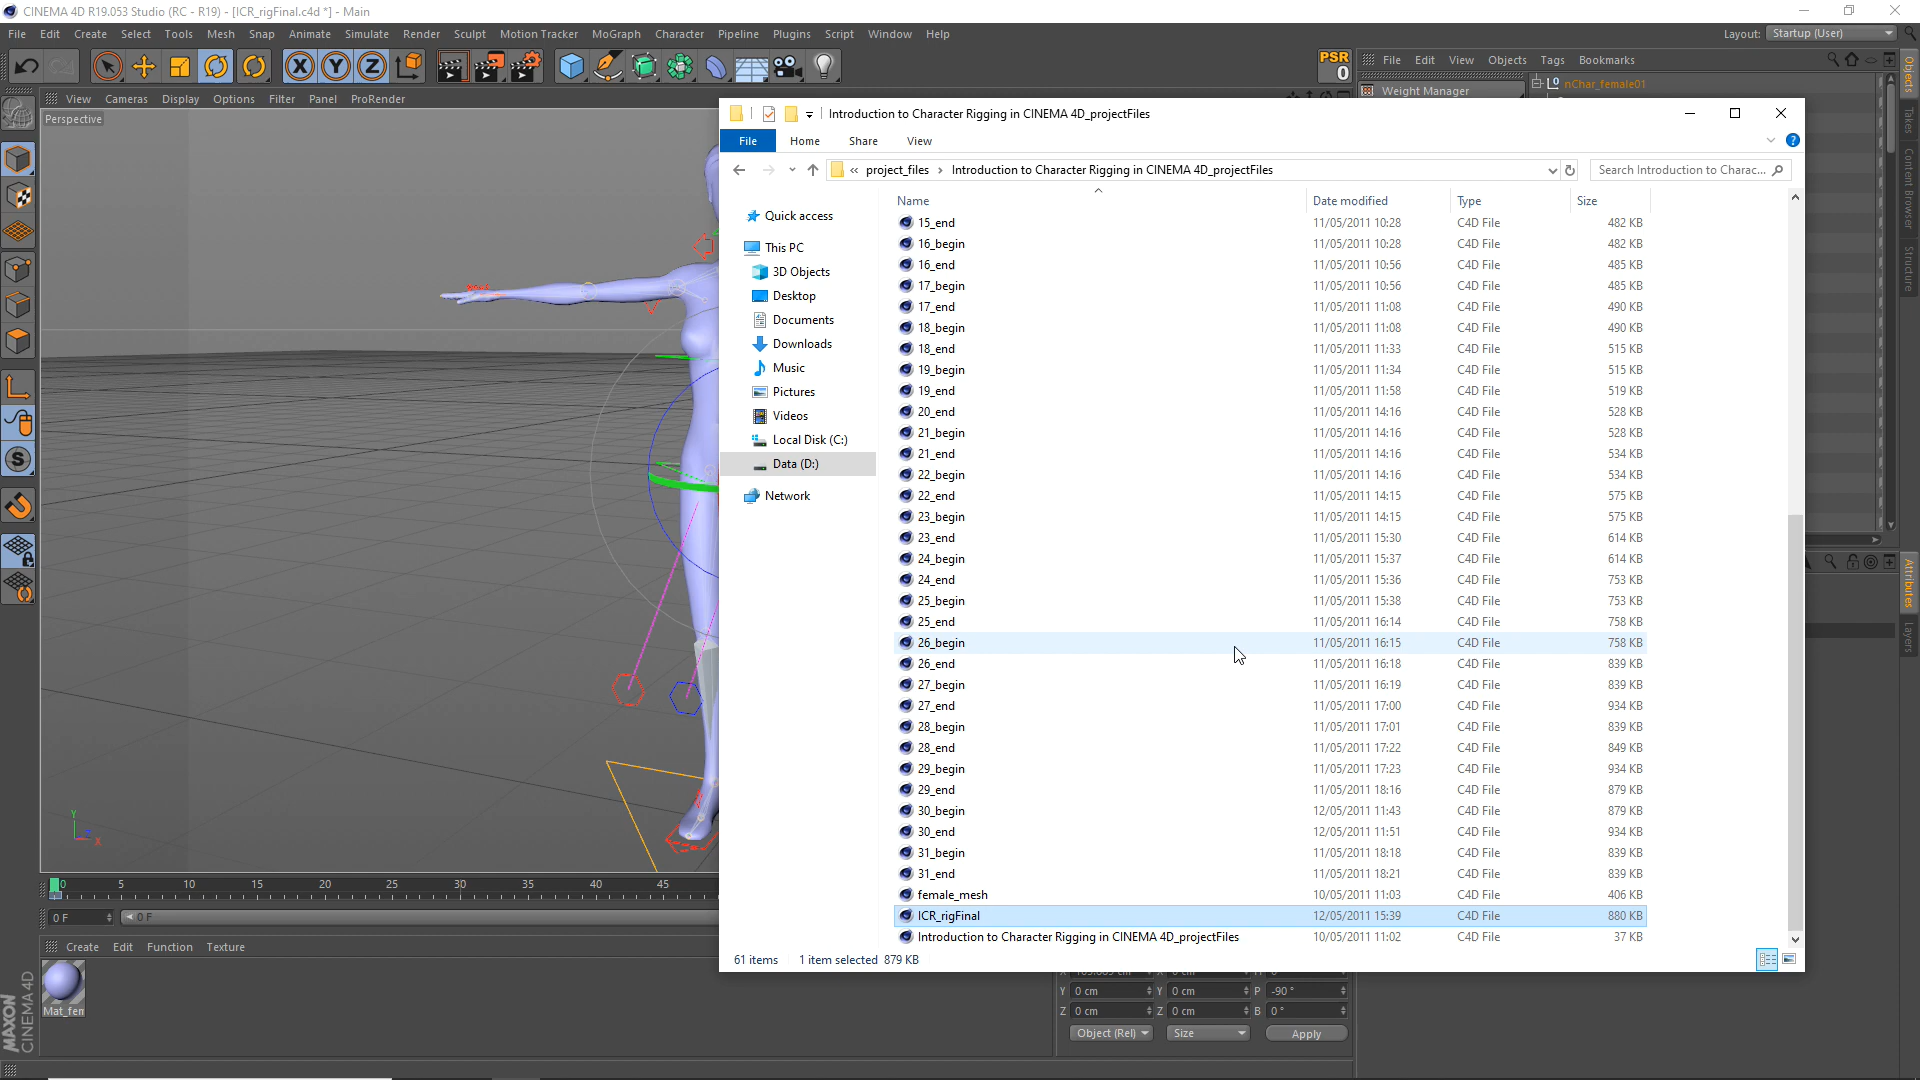 CINEMA 4D R19.053 Studio (RC - R19) - [ICR_rigFinal.c4d *] - Main
File Edit Create Select Tools Mesh Snap Animate Simulate Render Sculpt Motion Tracker MoGraph Character Pipeline Plugins Script Window Help
Layout: Startup (User)
PSR
0
File Edit View Objects Tags Bookmarks
Weight Manager
nChar_female01
Objects
Takes
Content Browser
Structure
Attributes
Layers
View Cameras Display Options Filter Panel ProRender
Perspective
Introduction to Character Rigging in CINEMA 4D_projectFiles
File Home Share View
« project_files › Introduction to Character Rigging in CINEMA 4D_projectFiles
Search Introduction to Charac...
Quick access
This PC
3D Objects
Desktop
Documents
Downloads
Music
Pictures
Videos
Local Disk (C:)
Data (D:)
Network
Name Date modified Type Size
15_end 11/05/2011 10:28 C4D File 482 KB
16_begin 11/05/2011 10:28 C4D File 482 KB
16_end 11/05/2011 10:56 C4D File 485 KB
17_begin 11/05/2011 10:56 C4D File 485 KB
17_end 11/05/2011 11:08 C4D File 490 KB
18_begin 11/05/2011 11:08 C4D File 490 KB
18_end 11/05/2011 11:33 C4D File 515 KB
19_begin 11/05/2011 11:34 C4D File 515 KB
19_end 11/05/2011 11:58 C4D File 519 KB
20_end 11/05/2011 14:16 C4D File 528 KB
21_begin 11/05/2011 14:16 C4D File 528 KB
21_end 11/05/2011 14:16 C4D File 534 KB
22_begin 11/05/2011 14:16 C4D File 534 KB
22_end 11/05/2011 14:15 C4D File 575 KB
23_begin 11/05/2011 14:15 C4D File 575 KB
23_end 11/05/2011 15:30 C4D File 614 KB
24_begin 11/05/2011 15:37 C4D File 614 KB
24_end 11/05/2011 15:36 C4D File 753 KB
25_begin 11/05/2011 15:38 C4D File 753 KB
25_end 11/05/2011 16:14 C4D File 758 KB
26_begin 11/05/2011 16:15 C4D File 758 KB
26_end 11/05/2011 16:18 C4D File 839 KB
27_begin 11/05/2011 16:19 C4D File 839 KB
27_end 11/05/2011 17:00 C4D File 934 KB
28_begin 11/05/2011 17:01 C4D File 839 KB
28_end 11/05/2011 17:22 C4D File 849 KB
29_begin 11/05/2011 17:23 C4D File 934 KB
29_end 11/05/2011 18:16 C4D File 879 KB
30_begin 12/05/2011 11:43 C4D File 879 KB
30_end 12/05/2011 11:51 C4D File 934 KB
31_begin 11/05/2011 18:18 C4D File 839 KB
31_end 11/05/2011 18:21 C4D File 839 KB
female_mesh 10/05/2011 11:03 C4D File 406 KB
ICR_rigFinal 12/05/2011 15:39 C4D File 880 KB
Introduction to Character Rigging in CINEMA 4D_projectFiles 10/05/2011 11:02 C4D File 37 KB
61 items 1 item selected 879 KB
Y
Z
X
0 5 10 15 20 25 30 35 40 45
0 F 0 F
Create Edit Function Texture
Mat_fem
MAXON
CINEMA 4D
Y 0 cm Y 0 cm P -90 °
Z 0 cm Z 0 cm B 0 °
Object (Rel) Size Apply